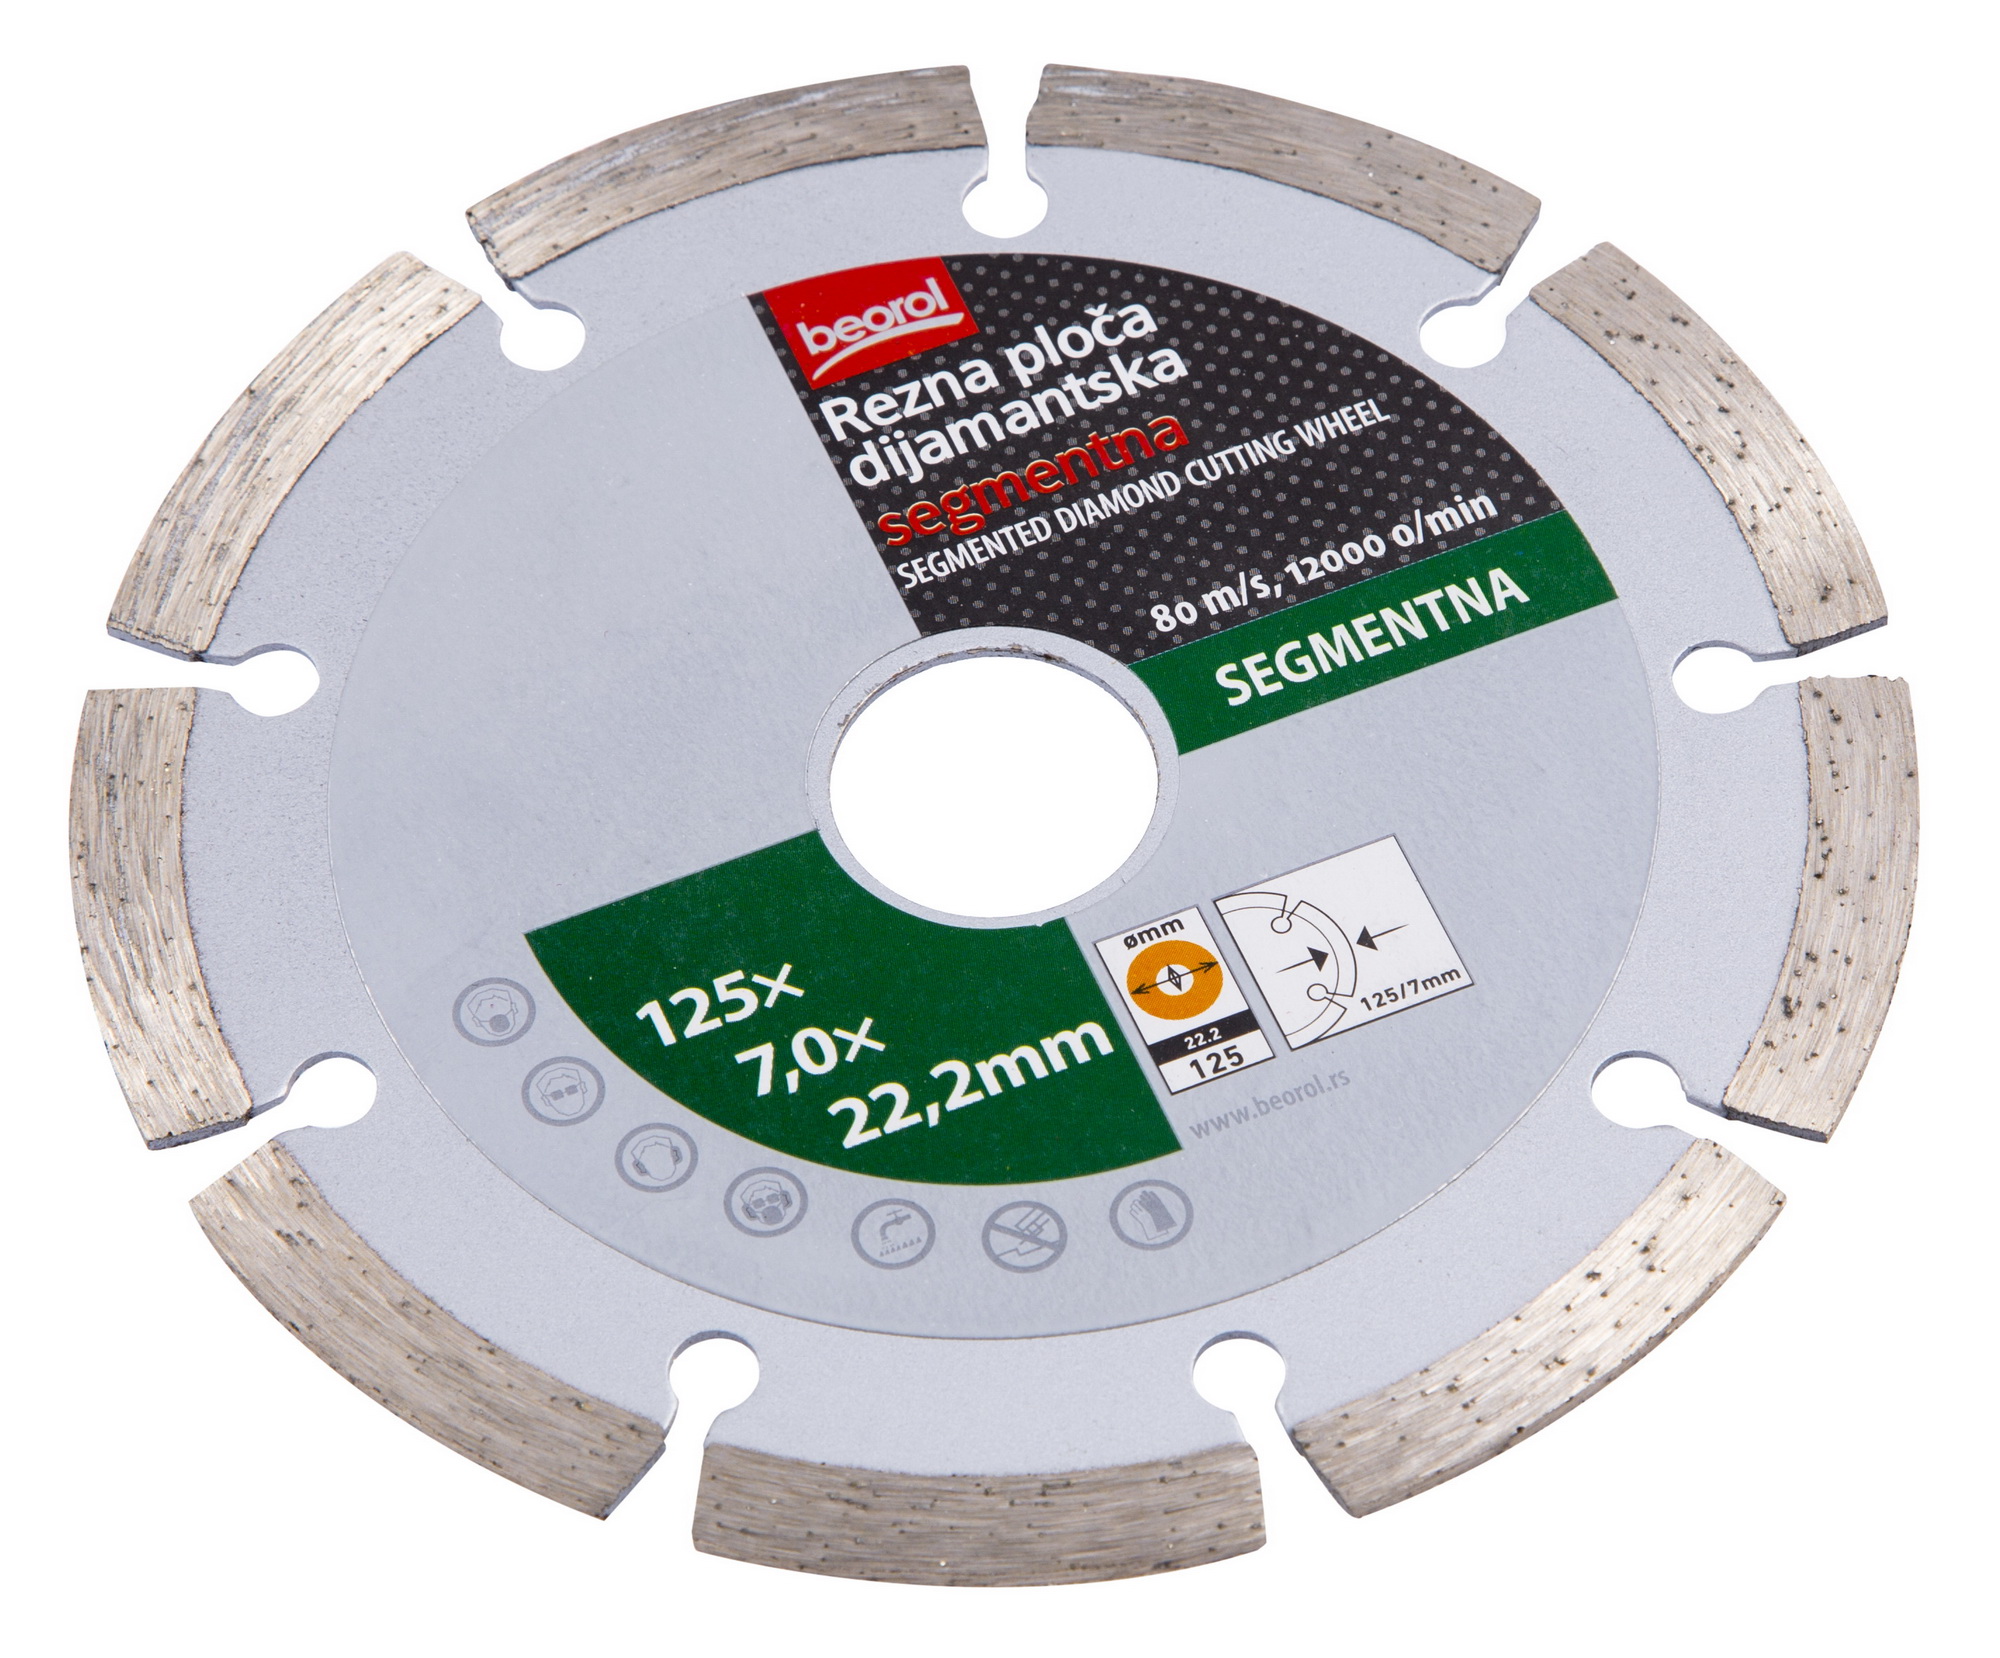 beorol
Rezna ploča
dijamantska
segmentna
SEGMENTED DIAMOND CUTTING WHEEL
80 m/s, 12000 o/min
SEGMENTNA
125x
7,0x
22,2mm
ømm
22.2
125
125/7mm
www.beorol.rs